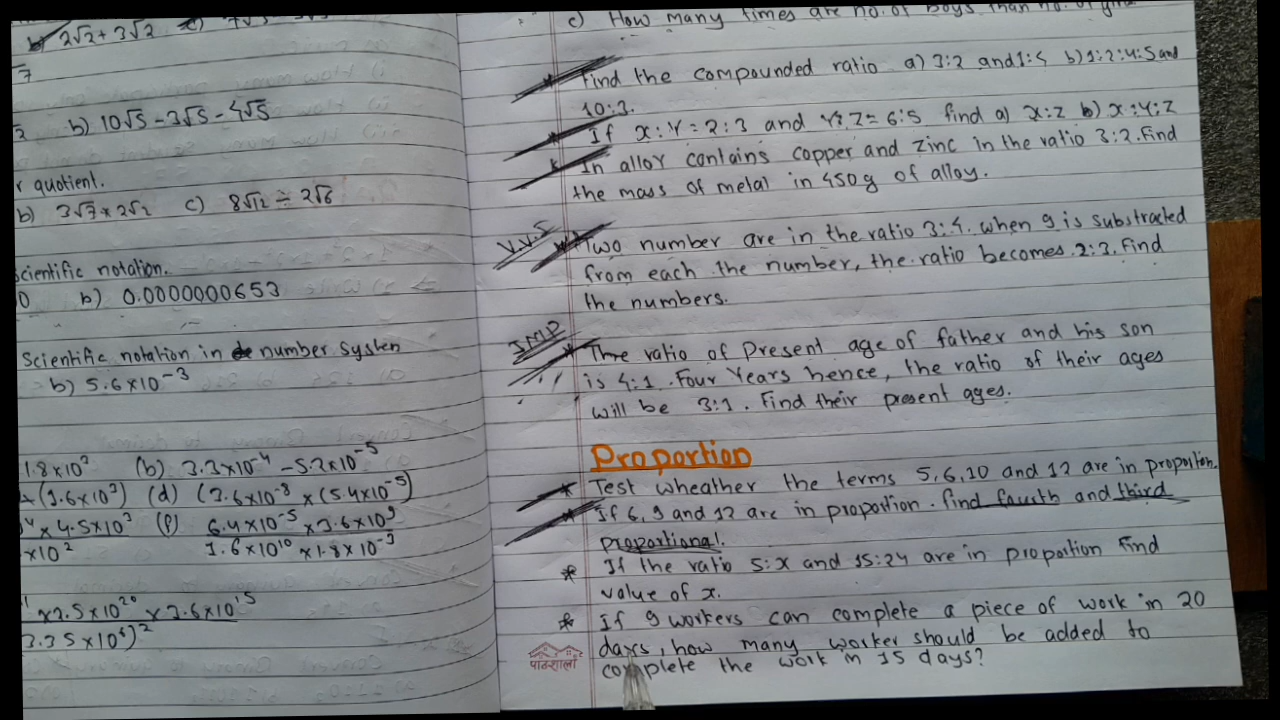 b) 2√2 + 3√2 c)
b) 10√5 - 3√5 - 4√5
r quotient.
b) 3√7 × 2√2 c) 8√12 ÷ 2√6
scientific notation.
0 b) 0.0000000653
Scientific notation in number system
b) 5.6×10⁻³
1.8×10² (b) 3.3×10⁻⁴ - 5.2×10⁻⁵
(1.6×10³) (d) (3.6×10⁻⁸ × (5.4×10⁻⁵)
× 4.5×10³ (f) 6.4×10⁻⁵ × 3.6×10⁹
×10² 1.6×10¹⁰ × 1.8×10⁻³
×2.5×10²⁰ × 3.6×10¹⁵
3.35×10⁶)²
c) How many times are no. of boys than no. of
* Find the compounded ratio a) 3:2 and 1:4 b) 1:2:4:5 and
10:3.
* If x:y = 2:3 and y:z = 6:5 find a) x:z b) x:y:z
* In alloy contains copper and zinc in the ratio 3:2. Find
the mass of metal in 450g of alloy.
V.V.I * Two number are in the ratio 3:4. when 9 is substracted
from each the number, the ratio becomes 2:3. Find
the numbers.
IMP * The ratio of Present age of father and his son
is 4:1. Four Years hence, the ratio of their ages
will be 3:1. Find their present ages.
Proportion
* Test wheather the terms 5,6,10 and 12 are in proportion.
* If 6, 9 and 12 are in proportion. find fourth and third
proportional.
* If the ratio 5:x and 15:24 are in proportion Find
value of x.
* If 9 workers can complete a piece of work in 20
days, how many worker should be added to
complete the work in 15 days?
पाठशाला